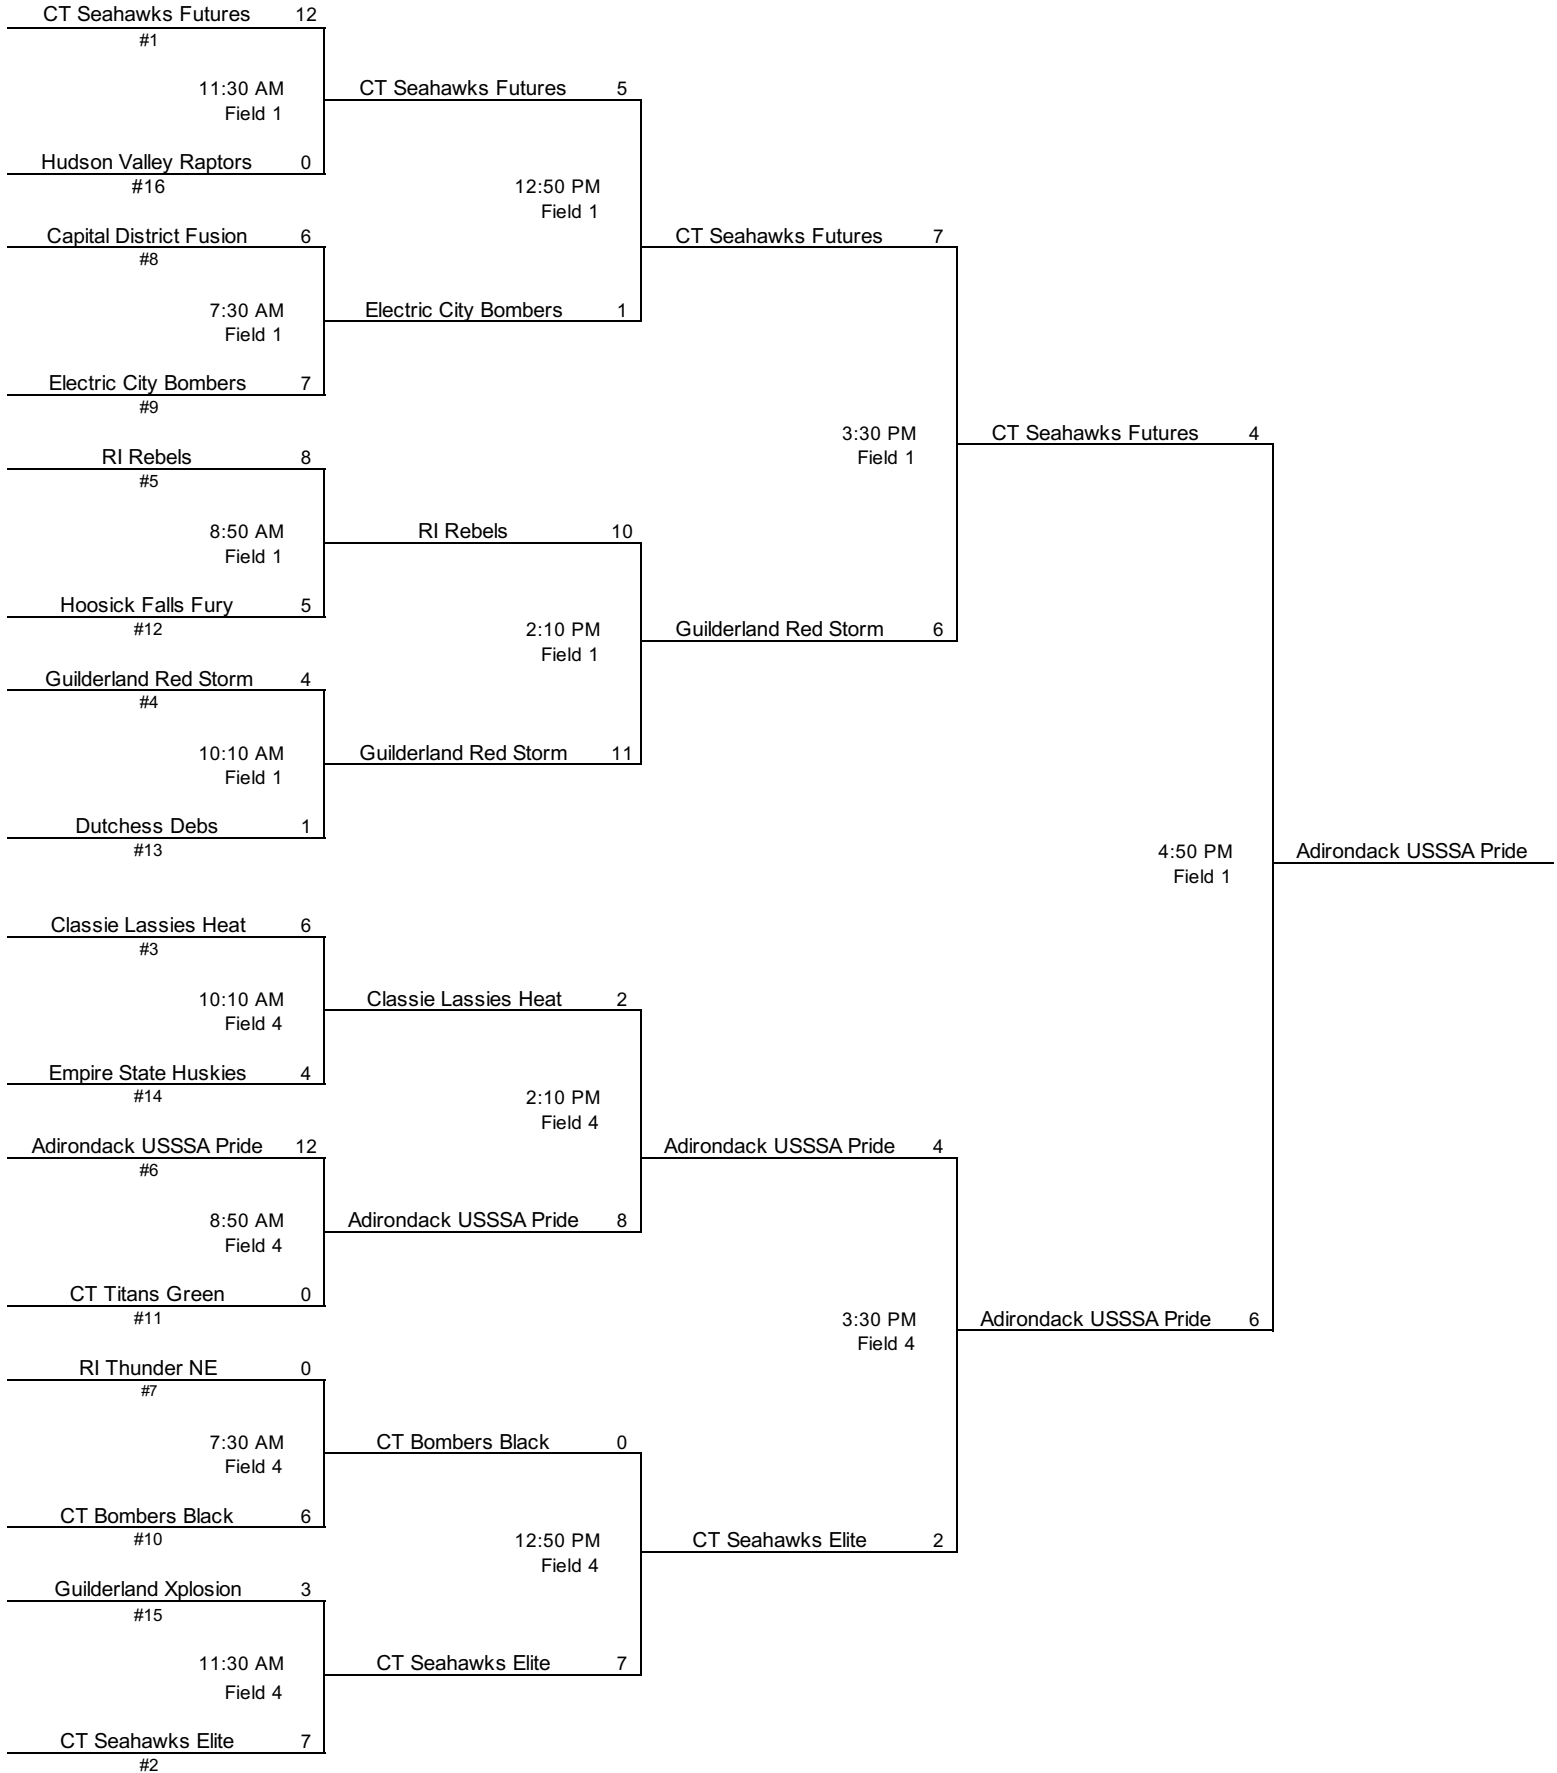 CT Seahawks Futures 12
#1
11:30 AM
Field 1
Hudson Valley Raptors 0
#16
Capital District Fusion 6
#8
7:30 AM
Field 1
Electric City Bombers 7
#9
RI Rebels 8
#5
8:50 AM
Field 1
Hoosick Falls Fury 5
#12
Guilderland Red Storm 4
#4
10:10 AM
Field 1
Dutchess Debs 1
#13
Classie Lassies Heat 6
#3
10:10 AM
Field 4
Empire State Huskies 4
#14
Adirondack USSSA Pride 12
#6
8:50 AM
Field 4
CT Titans Green 0
#11
RI Thunder NE 0
#7
7:30 AM
Field 4
CT Bombers Black 6
#10
Guilderland Xplosion 3
#15
11:30 AM
Field 4
CT Seahawks Elite 7
#2
CT Seahawks Futures 5
12:50 PM
Field 1
Electric City Bombers 1
RI Rebels 10
2:10 PM
Field 1
Guilderland Red Storm 11
Classie Lassies Heat 2
2:10 PM
Field 4
Adirondack USSSA Pride 8
CT Bombers Black 0
12:50 PM
Field 4
CT Seahawks Elite 7
CT Seahawks Futures 7
3:30 PM
Field 1
Guilderland Red Storm 6
Adirondack USSSA Pride 4
3:30 PM
Field 4
CT Seahawks Elite 2
CT Seahawks Futures 4
4:50 PM
Field 1
Adirondack USSSA Pride 6
Adirondack USSSA Pride